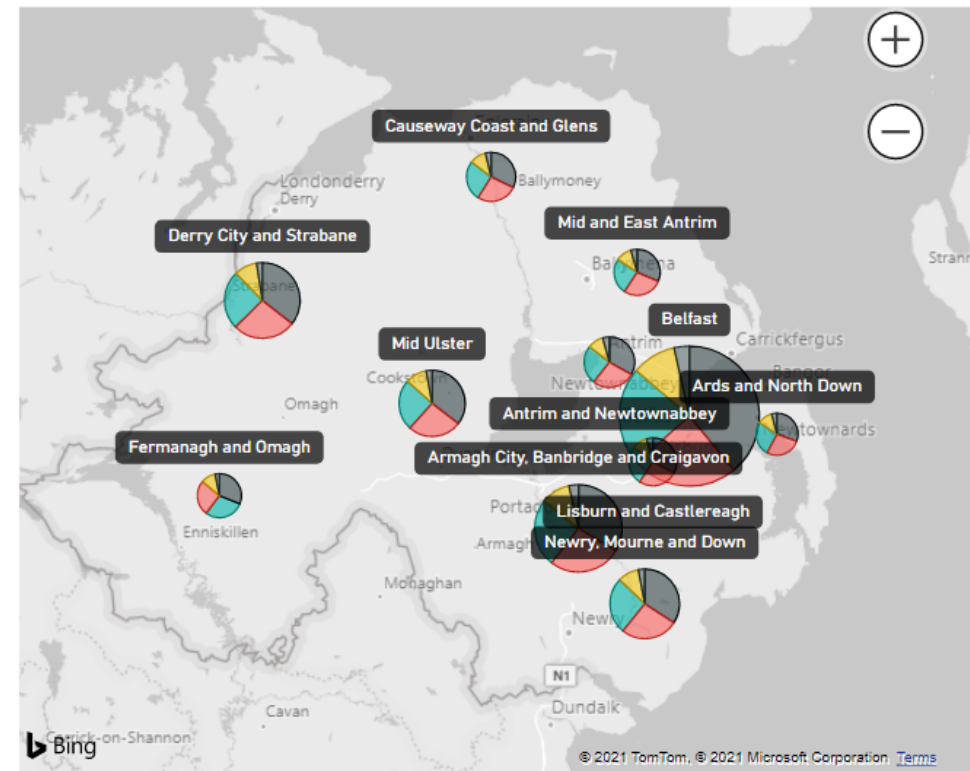 Causeway Coast and Glens
Londonderry
Derry
Ballymoney
Mid and East Antrim
Derry City and Strabane
Strann
Strabane
Belfast
Mid Ulster
Antrim
Carrickfergus
Cookstown
Newtownabbey
Bangor
Ards and North Down
Omagh
Antrim and Newtownabbey
Newtownards
Fermanagh and Omagh
Armagh City, Banbridge and Craigavon
Lisburn and Castlereagh
Enniskillen
Armagh
Newry, Mourne and Down
Monaghan
Newry
N1
Dundalk
Cavan
Bing
Carrick-on-Shannon
© 2021 TomTom, © 2021 Microsoft Corporation Terms